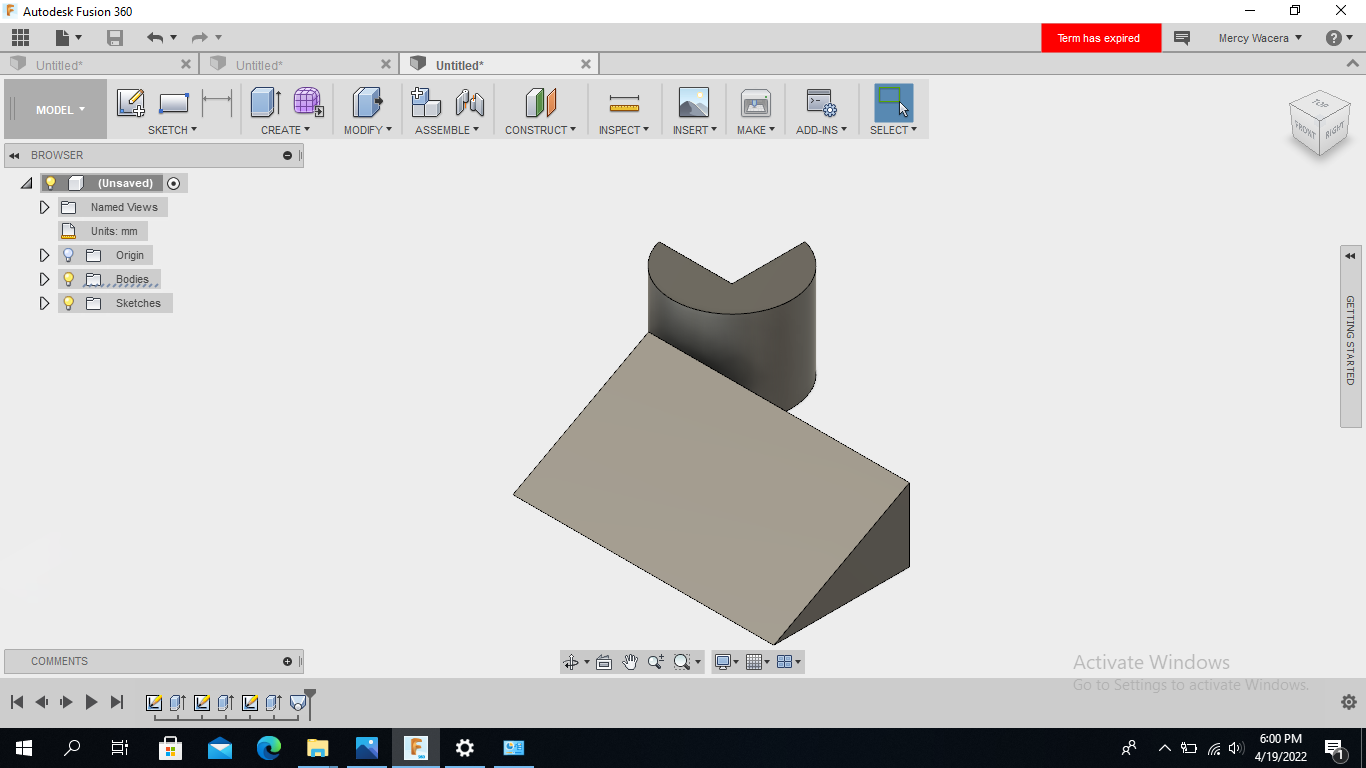 Autodesk Fusion 360
Term has expired
Mercy Wacera
Untitled*
Untitled*
Untitled*
MODEL
SKETCH
CREATE
MODIFY
ASSEMBLE
CONSTRUCT
INSPECT
INSERT
MAKE
ADD-INS
SELECT
TOP
FRONT
RIGHT
BROWSER
(Unsaved)
Named Views
Units: mm
Origin
Bodies
Sketches
GETTING STARTED
COMMENTS
Activate Windows
Go to Settings to activate Windows.
6:00 PM
4/19/2022
1